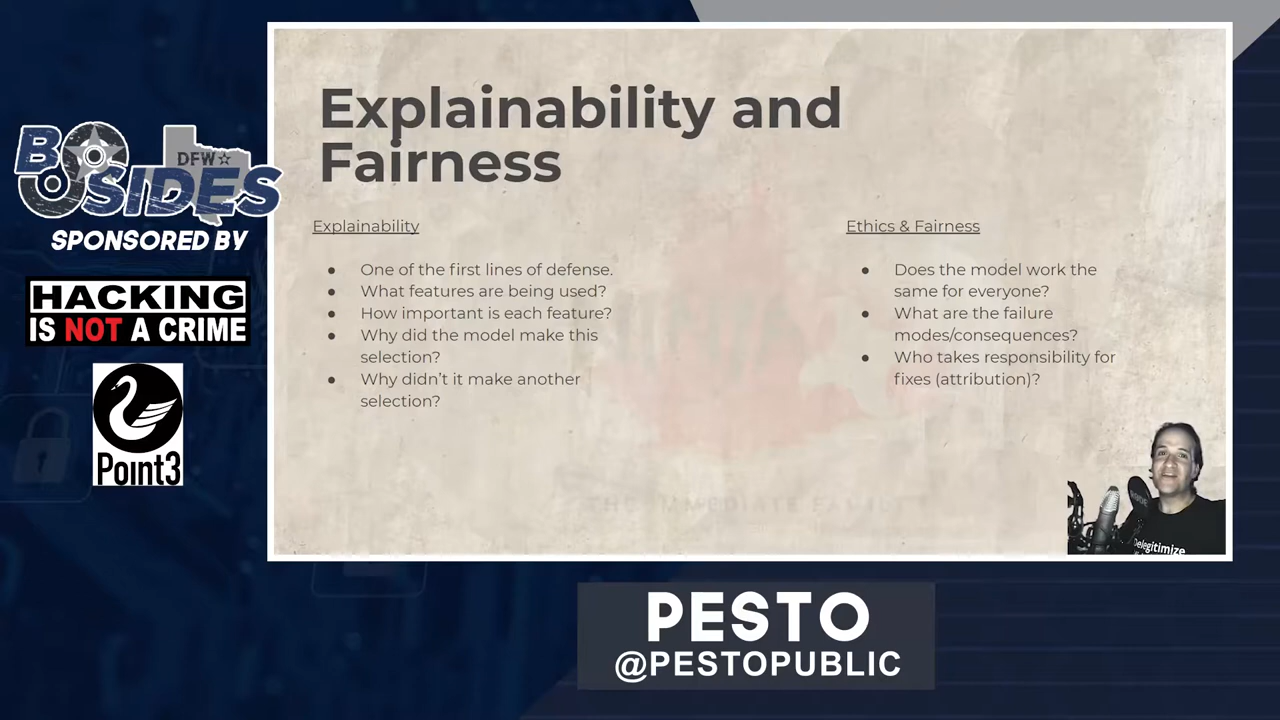 Explainability and
Fairness
Explainability
● One of the first lines of defense.
● What features are being used?
● How important is each feature?
● Why did the model make this
selection?
● Why didn't it make another
selection?
Ethics & Fairness
● Does the model work the
same for everyone?
● What are the failure
modes/consequences?
● Who takes responsibility for
fixes (attribution)?
BSIDES
DFW
SPONSORED BY
HACKING
IS NOT A CRIME
Point3
Delegitimize
PESTO
@PESTOPUBLIC